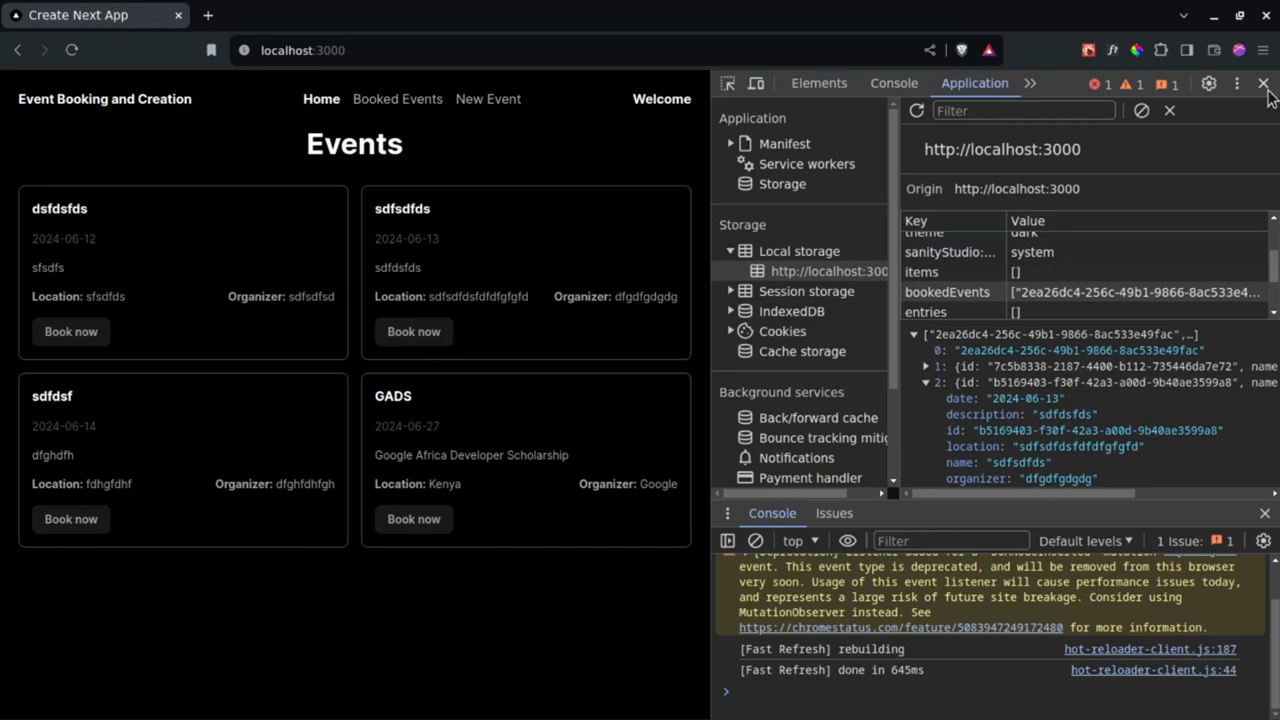 Create Next App
localhost:3000
Event Booking and Creation
Home Booked Events New Event
Welcome
Events
dsfdsfds
2024-06-12
sfsdfs
Location: sfsdfds Organizer: sdfsdfsd
Book now
sdfsdfds
2024-06-13
sdfdsfds
Location: sdfsdfdsfdfdfgfgfd Organizer: dfgdfgdgdg
Book now
sdfdsf
2024-06-14
dfghdfh
Location: fdhgfdhf Organizer: dfghfdhfgh
Book now
GADS
2024-06-27
Google Africa Developer Scholarship
Location: Kenya Organizer: Google
Book now
Elements Console Application 1 1 1
Application
Manifest
Service workers
Storage
Storage
Local storage
http://localhost:300
Session storage
IndexedDB
Cookies
Cache storage
Background services
Back/forward cache
Bounce tracking mitig
Notifications
Payment handler
Filter
http://localhost:3000
Origin http://localhost:3000
Key Value
theme dark
sanityStudio:... system
items []
bookedEvents ["2ea26dc4-256c-49b1-9866-8ac533e4...
entries []
["2ea26dc4-256c-49b1-9866-8ac533e49fac",…]
0: "2ea26dc4-256c-49b1-9866-8ac533e49fac"
1: {id: "7c5b8338-2187-4400-b112-735446da7e72", name
2: {id: "b5169403-f30f-42a3-a00d-9b40ae3599a8", name
date: "2024-06-13"
description: "sdfdsfds"
id: "b5169403-f30f-42a3-a00d-9b40ae3599a8"
location: "sdfsdfdsfdfdfgfgfd"
name: "sdfsdfds"
organizer: "dfgdfgdgdg"
Console Issues
top Filter Default levels 1 Issue: 1
event. This event type is deprecated, and will be removed from this browser
very soon. Usage of this event listener will cause performance issues today,
and represents a large risk of future site breakage. Consider using
MutationObserver instead. See
https://chromestatus.com/feature/5083947249172480 for more information.
[Fast Refresh] rebuilding hot-reloader-client.js:187
[Fast Refresh] done in 645ms hot-reloader-client.js:44